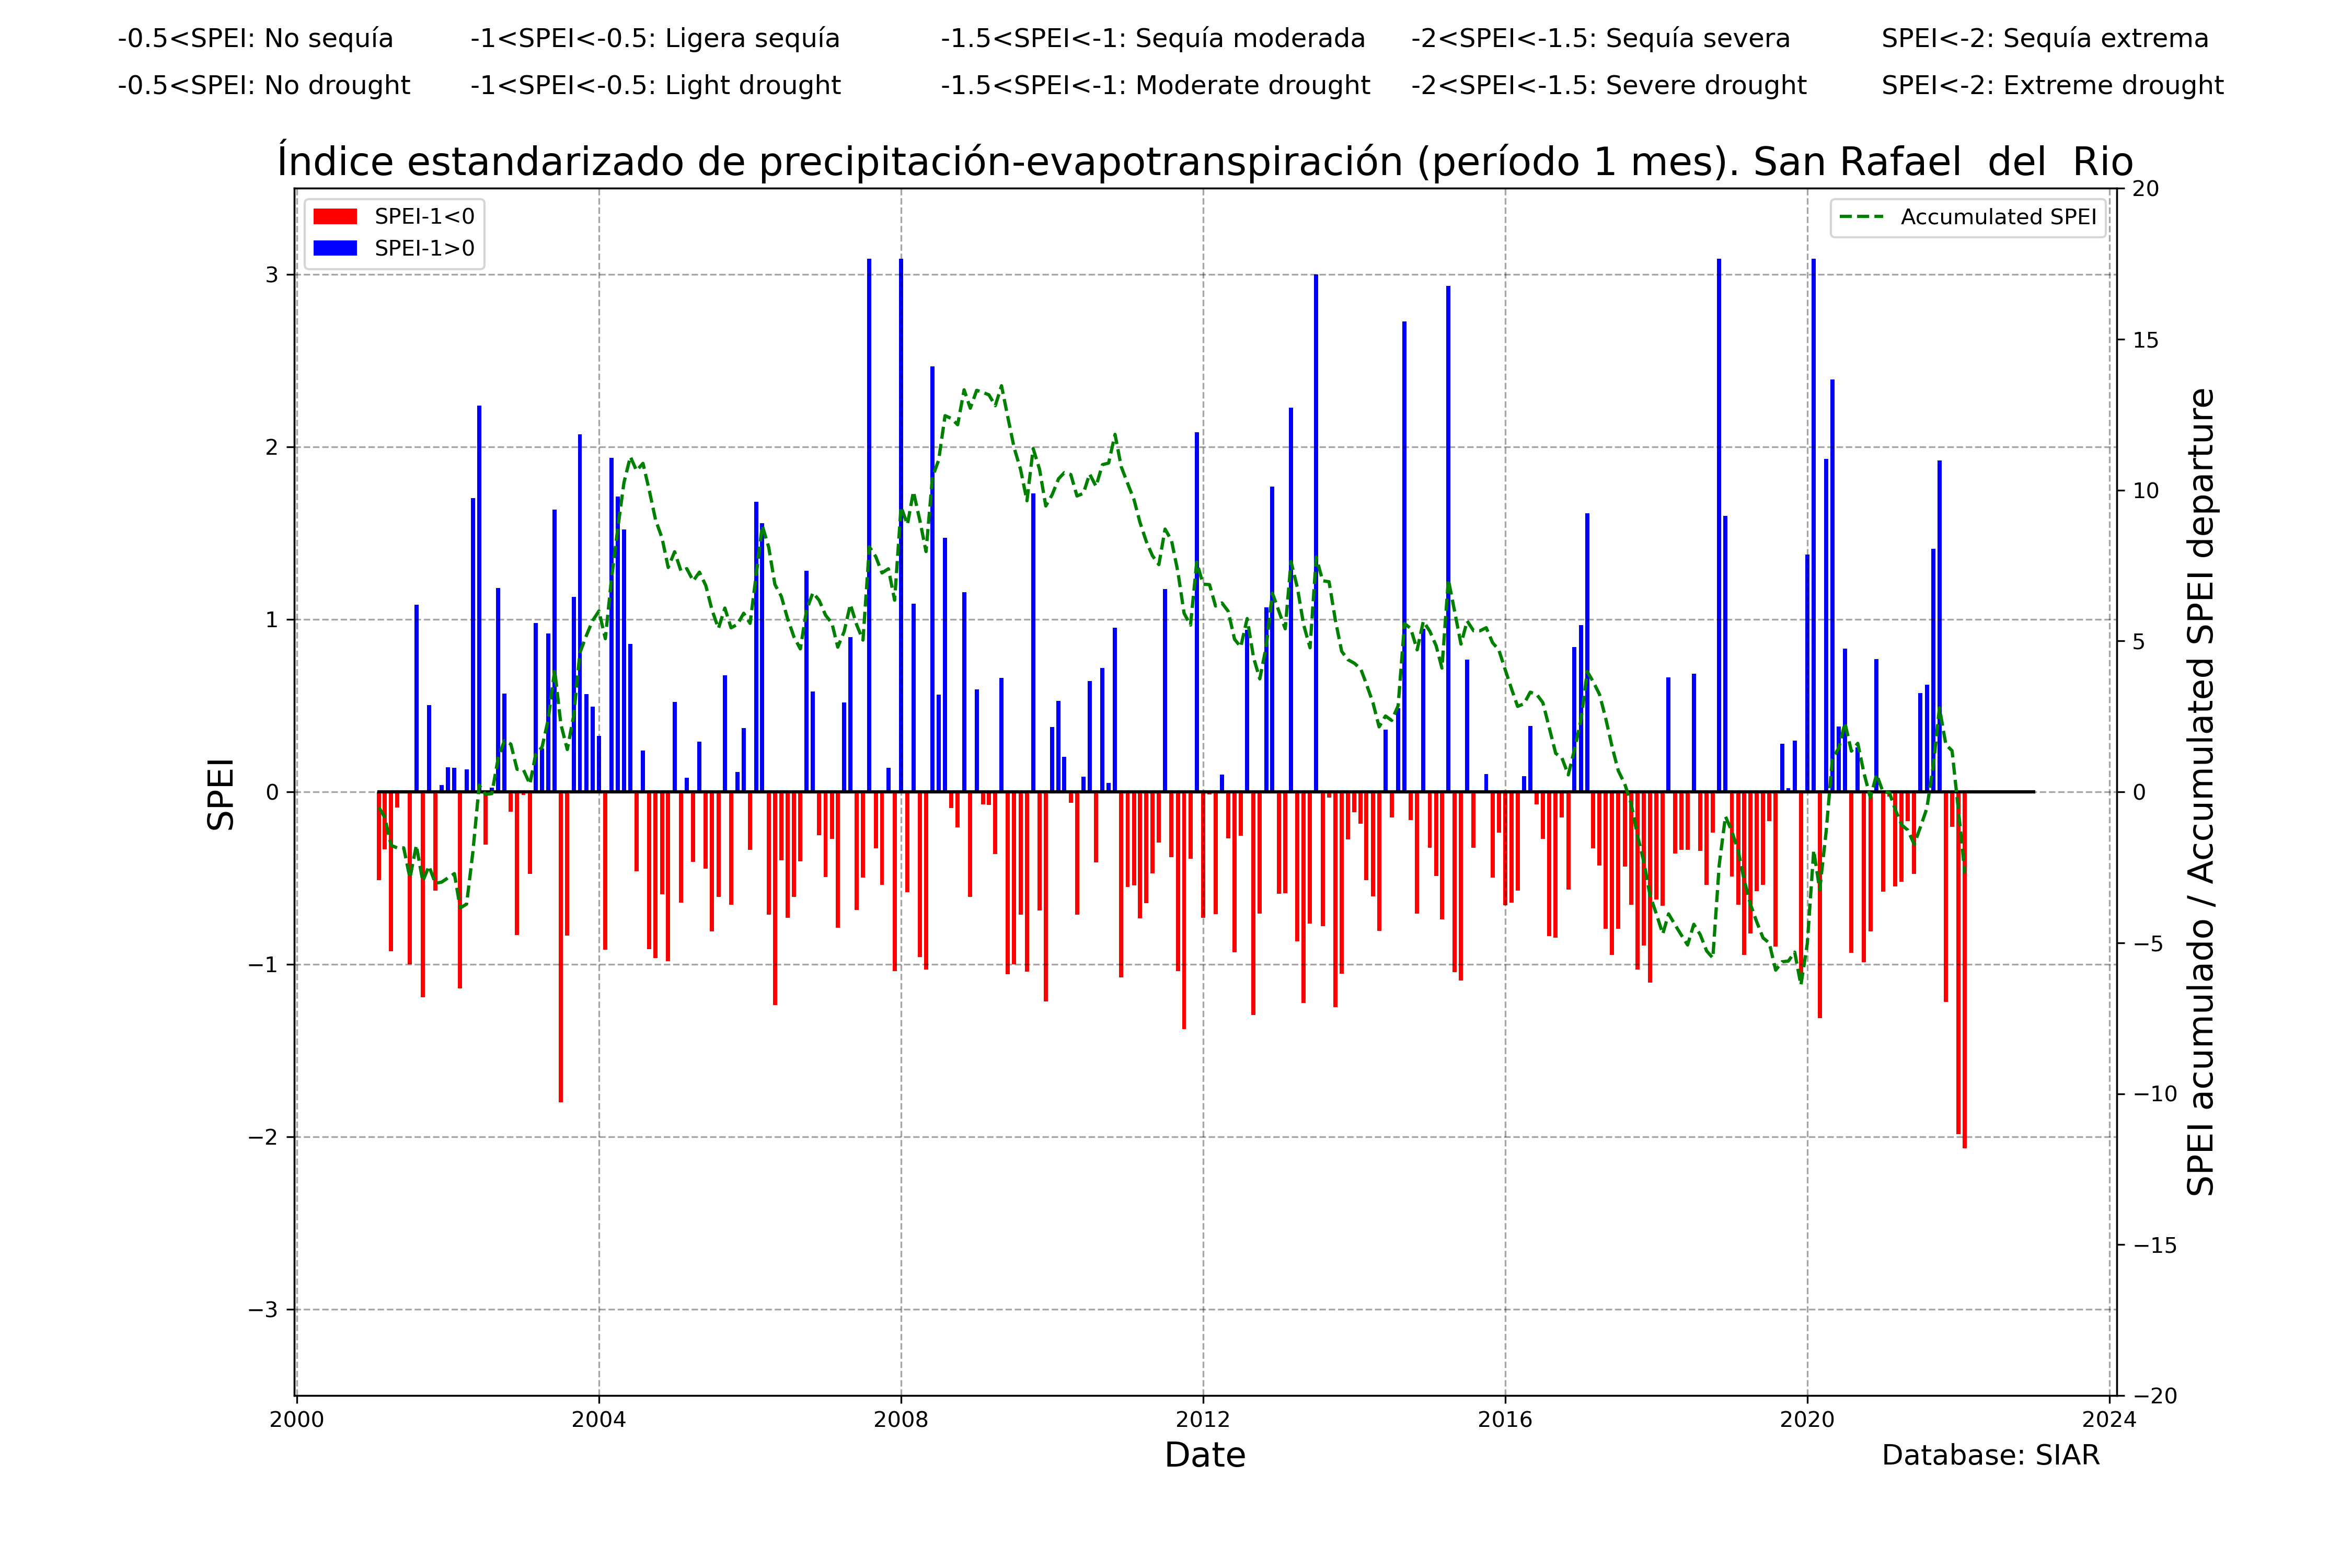 -0.5<SPEI: No sequía -1<SPEI<-0.5: Ligera sequía -1.5<SPEI<-1: Sequía moderada -2<SPEI<-1.5: Sequía severa SPEI<-2: Sequía extrema
-0.5<SPEI: No drought -1<SPEI<-0.5: Light drought -1.5<SPEI<-1: Moderate drought -2<SPEI<-1.5: Severe drought SPEI<-2: Extreme drought
Índice estandarizado de precipitación-evapotranspiración (período 1 mes). San Rafael  del  Rio
SPEI-1<0
SPEI-1>0
Accumulated SPEI
SPEI
3
2
1
0
−1
−2
−3
20
15
10
5
0
−5
−10
−15
−20
SPEI acumulado / Accumulated SPEI departure
2000 2004 2008 2012 2016 2020 2024
Date
Database: SIAR